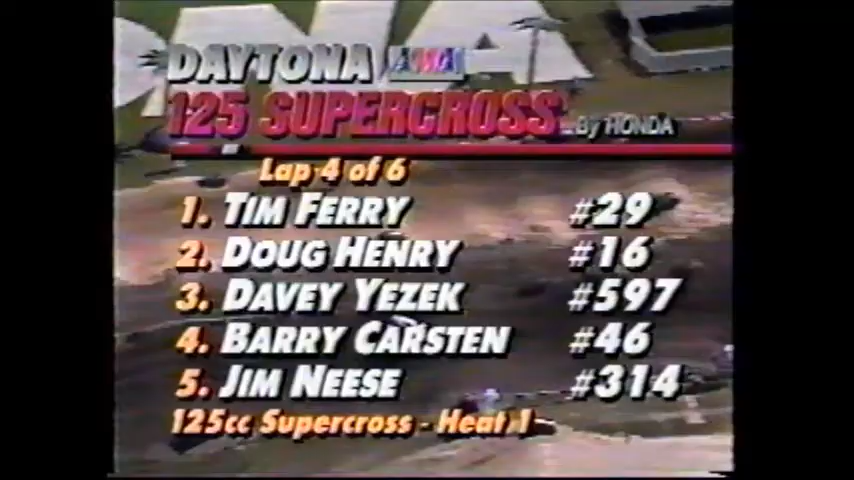 DAYTONA AMA
125 SUPERCROSS By HONDA
Lap 4 of 6
1. TIM FERRY #29
2. DOUG HENRY #16
3. DAVEY YEZEK #597
4. BARRY CARSTEN #46
5. JIM NEESE #314
125cc Supercross - Heat 1